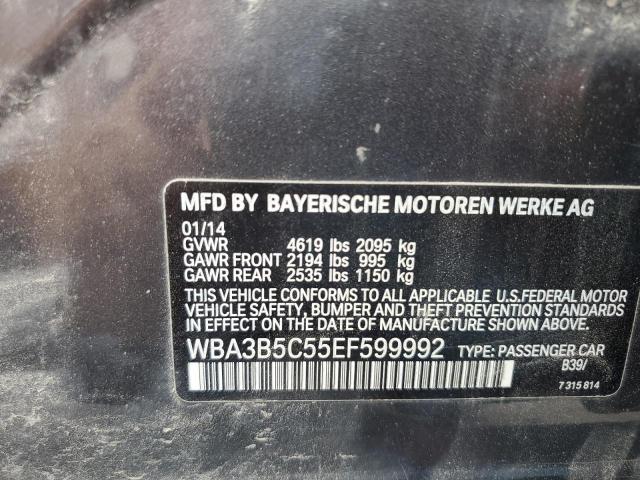 MFD BY BAYERISCHE MOTOREN WERKE AG
01/14
GVWR 4619 lbs 2095 kg
GAWR FRONT 2194 lbs 995 kg
GAWR REAR 2535 lbs 1150 kg
THIS VEHICLE CONFORMS TO ALL APPLICABLE U.S.FEDERAL MOTOR
VEHICLE SAFETY, BUMPER AND THEFT PREVENTION
STANDARDS IN EFFECT ON THE DATE OF MANUFACTURE SHOWN ABOVE.
WBA3B5C55EF599992 TYPE: PASSENGER CAR
B39/
7 315 814